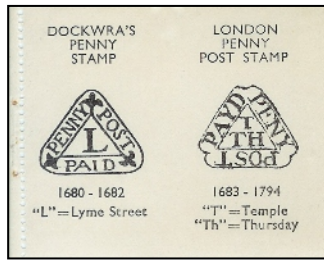 DOCKWRA'S
PENNY
STAMP
PENNY POST
L
PAID
1680 - 1682
"L"=Lyme Street
LONDON
PENNY
POST STAMP
PAYD PENY
T
TH
POST
1683 - 1794
"T"=Temple
"Th"=Thursday